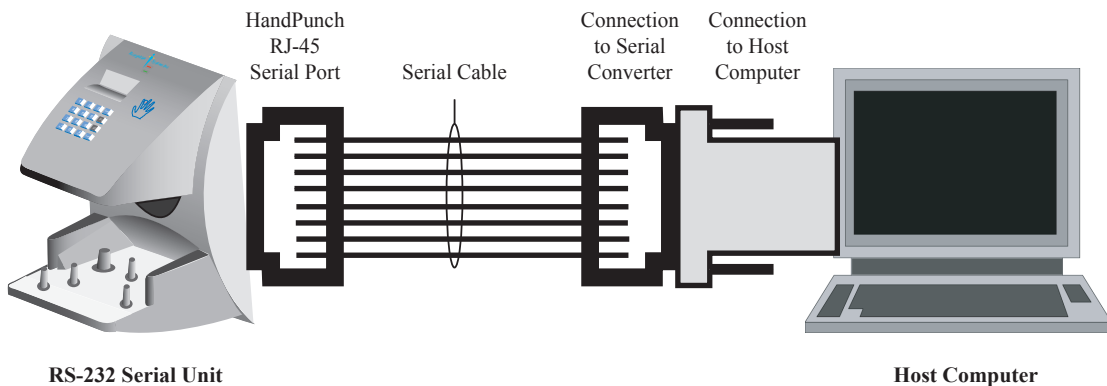 HandPunch
RJ-45
Serial Port
Serial Cable
Connection
to Serial
Converter
Connection
to Host
Computer
RS-232 Serial Unit
Host Computer